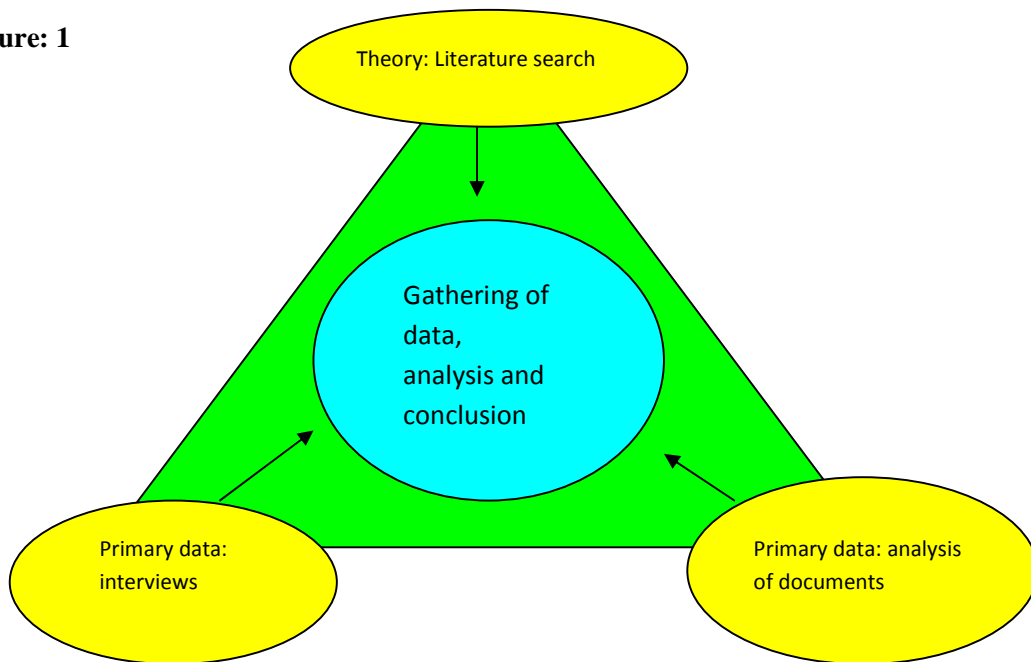 ure: 1
Theory: Literature search
Gathering of
data,
analysis and
conclusion
Primary data:
interviews
Primary data: analysis
of documents